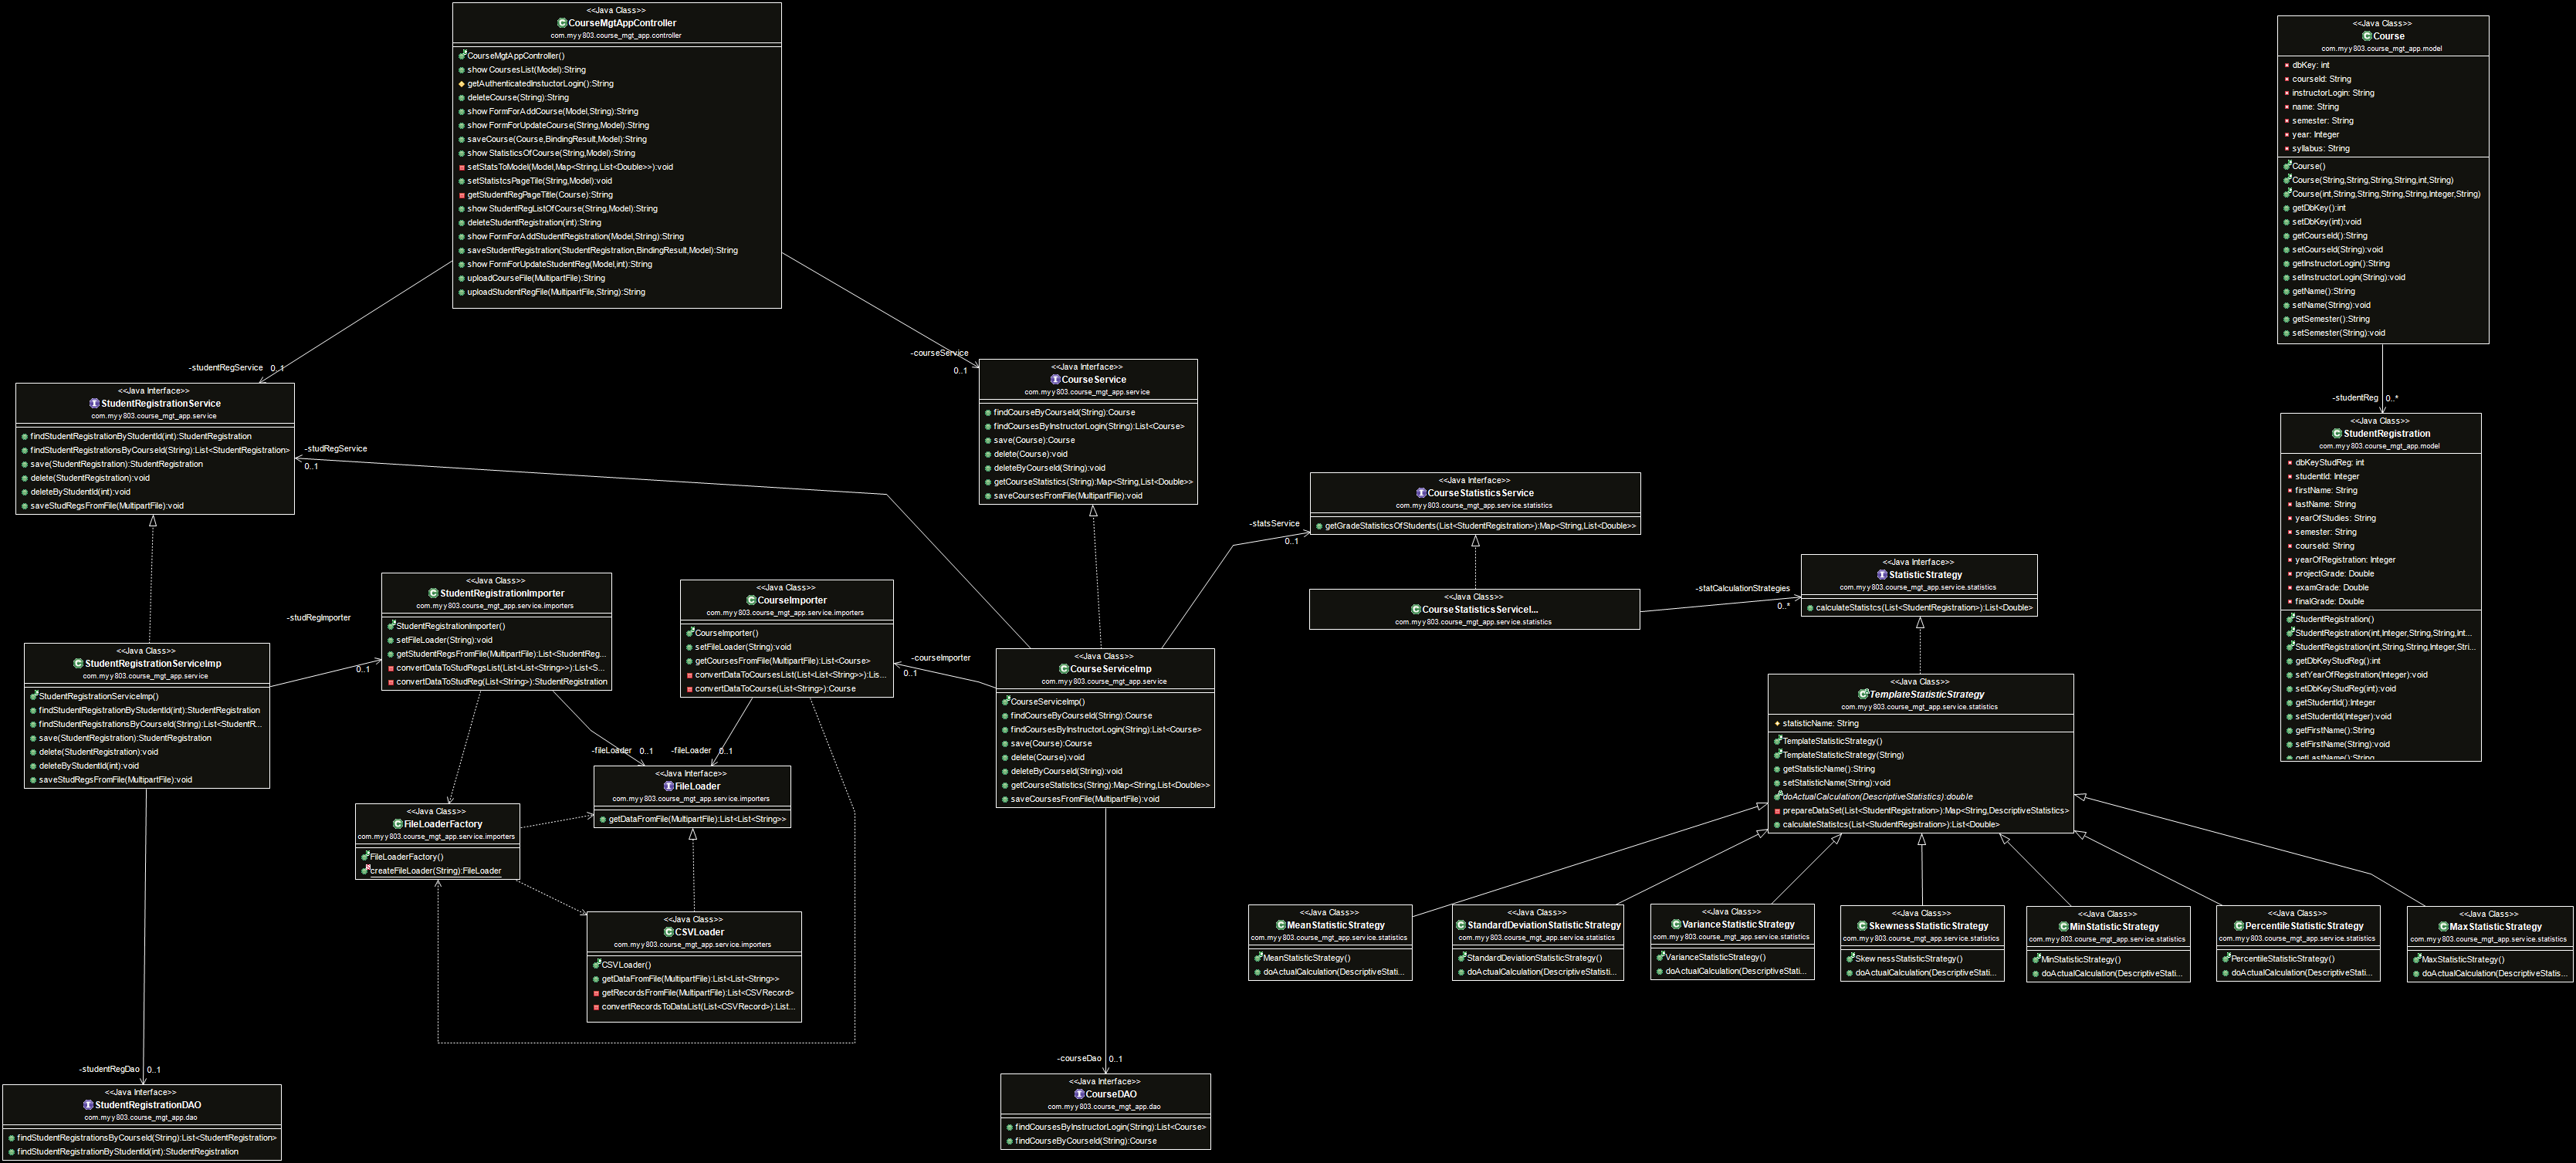 <<Java Class>>
CourseMgtAppController
com.myy803.course_mgt_app.controller
CourseMgtAppController()
showCoursesList(Model):String
getAuthenticatedInstuctorLogin():String
deleteCourse(String):String
showFormForAddCourse(Model,String):String
showFormForUpdateCourse(String,Model):String
saveCourse(Course,BindingResult,Model):String
showStatisticsOfCourse(String,Model):String
setStatsToModel(Model,Map<String,List<Double>>):void
setStatistcsPageTile(String,Model):void
getStudentRegPageTitle(Course):String
showStudentRegListOfCourse(String,Model):String
deleteStudentRegistration(int):String
showFormForAddStudentRegistration(Model,String):String
saveStudentRegistration(StudentRegistration,BindingResult,Model):String
showFormForUpdateStudentReg(Model,int):String
uploadCourseFile(MultipartFile):String
uploadStudentRegFile(MultipartFile,String):String
<<Java Class>>
Course
com.myy803.course_mgt_app.model
dbKey: int
courseId: String
instructorLogin: String
name: String
semester: String
year: Integer
syllabus: String
Course()
Course(String,String,String,String,int,String)
Course(int,String,String,String,String,Integer,String)
getDbKey():int
setDbKey(int):void
getCourseId():String
setCourseId(String):void
getInstructorLogin():String
setInstructorLogin(String):void
getName():String
setName(String):void
getSemester():String
setSemester(String):void
-studentRegService 0..1
-courseService
0..1
-studentReg 0..*
<<Java Interface>>
StudentRegistrationService
com.myy803.course_mgt_app.service
findStudentRegistrationByStudentId(int):StudentRegistration
findStudentRegistrationsByCourseId(String):List<StudentRegistration>
save(StudentRegistration):StudentRegistration
delete(StudentRegistration):void
deleteByStudentId(int):void
saveStudRegsFromFile(MultipartFile):void
-studRegService
0..1
<<Java Interface>>
CourseService
com.myy803.course_mgt_app.service
findCourseByCourseId(String):Course
findCoursesByInstructorLogin(String):List<Course>
save(Course):Course
delete(Course):void
deleteByCourseId(String):void
getCourseStatistics(String):Map<String,List<Double>>
saveCoursesFromFile(MultipartFile):void
<<Java Class>>
StudentRegistration
com.myy803.course_mgt_app.model
dbKeyStudReg: int
studentId: Integer
firstName: String
lastName: String
yearOfStudies: String
semester: String
courseId: String
yearOfRegistration: Integer
projectGrade: Double
examGrade: Double
finalGrade: Double
StudentRegistration()
StudentRegistration(int,Integer,String,String,Int...
StudentRegistration(int,String,String,Integer,Stri...
getDbKeyStudReg():int
setYearOfRegistration(Integer):void
setDbKeyStudReg(int):void
getStudentId():Integer
setStudentId(Integer):void
getFirstName():String
setFirstName(String):void
getLastName():String
<<Java Interface>>
CourseStatisticsService
com.myy803.course_mgt_app.service.statistics
getGradeStatisticsOfStudents(List<StudentRegistration>):Map<String,List<Double>>
-statsService
0..1
<<Java Class>>
CourseStatisticsServiceI...
com.myy803.course_mgt_app.service.statistics
-statCalculationStrategies
0..*
<<Java Interface>>
StatisticStrategy
com.myy803.course_mgt_app.service.statistics
calculateStatistcs(List<StudentRegistration>):List<Double>
<<Java Class>>
StudentRegistrationImporter
com.myy803.course_mgt_app.service.importers
StudentRegistrationImporter()
setFileLoader(String):void
getStudentRegsFromFile(MultipartFile):List<StudentReg...
convertDataToStudRegsList(List<List<String>>):List<S...
convertDataToStudReg(List<String>):StudentRegistration
<<Java Class>>
CourseImporter
com.myy803.course_mgt_app.service.importers
CourseImporter()
setFileLoader(String):void
getCoursesFromFile(MultipartFile):List<Course>
convertDataToCoursesList(List<List<String>>):Lis...
convertDataToCourse(List<String>):Course
-studRegImporter
0..1
-courseImporter
0..1
<<Java Class>>
StudentRegistrationServiceImp
com.myy803.course_mgt_app.service
StudentRegistrationServiceImp()
findStudentRegistrationByStudentId(int):StudentRegistration
findStudentRegistrationsByCourseId(String):List<StudentR...
save(StudentRegistration):StudentRegistration
delete(StudentRegistration):void
deleteByStudentId(int):void
saveStudRegsFromFile(MultipartFile):void
<<Java Class>>
CourseServiceImp
com.myy803.course_mgt_app.service
CourseServiceImp()
findCourseByCourseId(String):Course
findCoursesByInstructorLogin(String):List<Course>
save(Course):Course
delete(Course):void
deleteByCourseId(String):void
getCourseStatistics(String):Map<String,List<Double>>
saveCoursesFromFile(MultipartFile):void
<<Java Class>>
TemplateStatisticStrategy
com.myy803.course_mgt_app.service.statistics
statisticName: String
TemplateStatisticStrategy()
TemplateStatisticStrategy(String)
getStatisticName():String
setStatisticName(String):void
doActualCalculation(DescriptiveStatistics):double
prepareDataSet(List<StudentRegistration>):Map<String,DescriptiveStatistics>
calculateStatistcs(List<StudentRegistration>):List<Double>
-fileLoader 0..1
-fileLoader 0..1
<<Java Interface>>
FileLoader
com.myy803.course_mgt_app.service.importers
getDataFromFile(MultipartFile):List<List<String>>
<<Java Class>>
FileLoaderFactory
com.myy803.course_mgt_app.service.importers
FileLoaderFactory()
createFileLoader(String):FileLoader
<<Java Class>>
CSVLoader
com.myy803.course_mgt_app.service.importers
CSVLoader()
getDataFromFile(MultipartFile):List<List<String>>
getRecordsFromFile(MultipartFile):List<CSVRecord>
convertRecordsToDataList(List<CSVRecord>):List...
<<Java Class>>
MeanStatisticStrategy
com.myy803.course_mgt_app.service.statistics
MeanStatisticStrategy()
doActualCalculation(DescriptiveStati...
<<Java Class>>
StandardDeviationStatisticStrategy
com.myy803.course_mgt_app.service.statistics
StandardDeviationStatisticStrategy()
doActualCalculation(DescriptiveStatisti...
<<Java Class>>
VarianceStatisticStrategy
com.myy803.course_mgt_app.service.statistics
VarianceStatisticStrategy()
doActualCalculation(DescriptiveStati...
<<Java Class>>
SkewnessStatisticStrategy
com.myy803.course_mgt_app.service.statistics
SkewnessStatisticStrategy()
doActualCalculation(DescriptiveStati...
<<Java Class>>
MinStatisticStrategy
com.myy803.course_mgt_app.service.statistics
MinStatisticStrategy()
doActualCalculation(DescriptiveStati...
<<Java Class>>
PercentileStatisticStrategy
com.myy803.course_mgt_app.service.statistics
PercentileStatisticStrategy()
doActualCalculation(DescriptiveStati...
<<Java Class>>
MaxStatisticStrategy
com.myy803.course_mgt_app.service.statistics
MaxStatisticStrategy()
doActualCalculation(DescriptiveStatis...
-studentRegDao 0..1
-courseDao 0..1
<<Java Interface>>
StudentRegistrationDAO
com.myy803.course_mgt_app.dao
findStudentRegistrationsByCourseId(String):List<StudentRegistration>
findStudentRegistrationByStudentId(int):StudentRegistration
<<Java Interface>>
CourseDAO
com.myy803.course_mgt_app.dao
findCoursesByInstructorLogin(String):List<Course>
findCourseByCourseId(String):Course